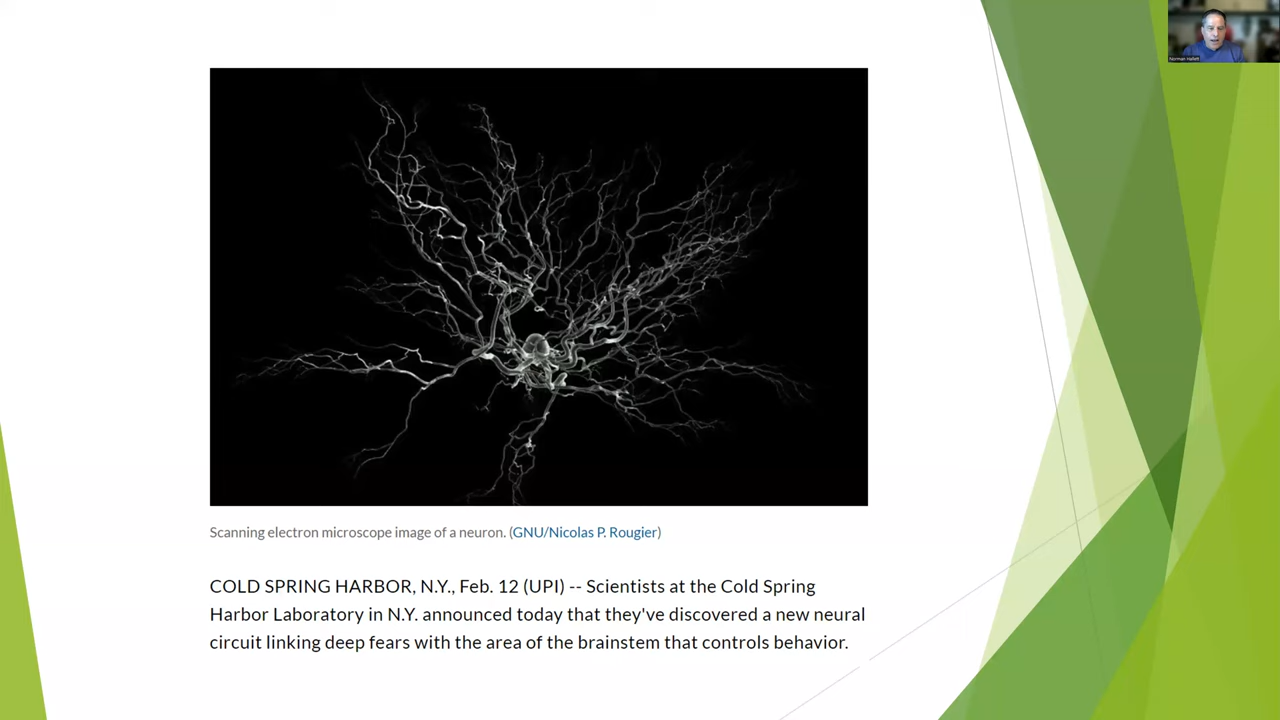 Norman Hallett
Scanning electron microscope image of a neuron. (GNU/Nicolas P. Rougier)
COLD SPRING HARBOR, N.Y., Feb. 12 (UPI) -- Scientists at the Cold Spring
Harbor Laboratory in N.Y. announced today that they've discovered a new neural
circuit linking deep fears with the area of the brainstem that controls behavior.